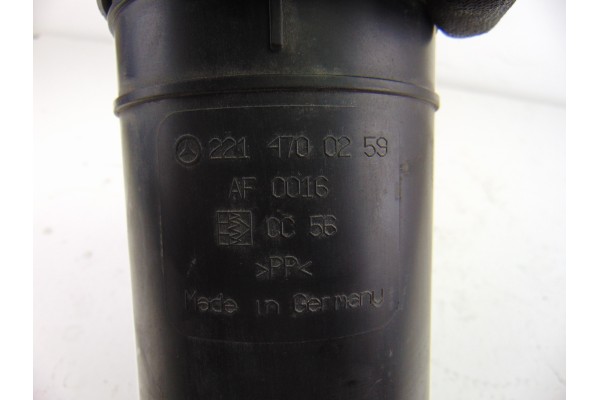 221 470 02 59
AF 0016
CC 56
>PP<
Made in Germany